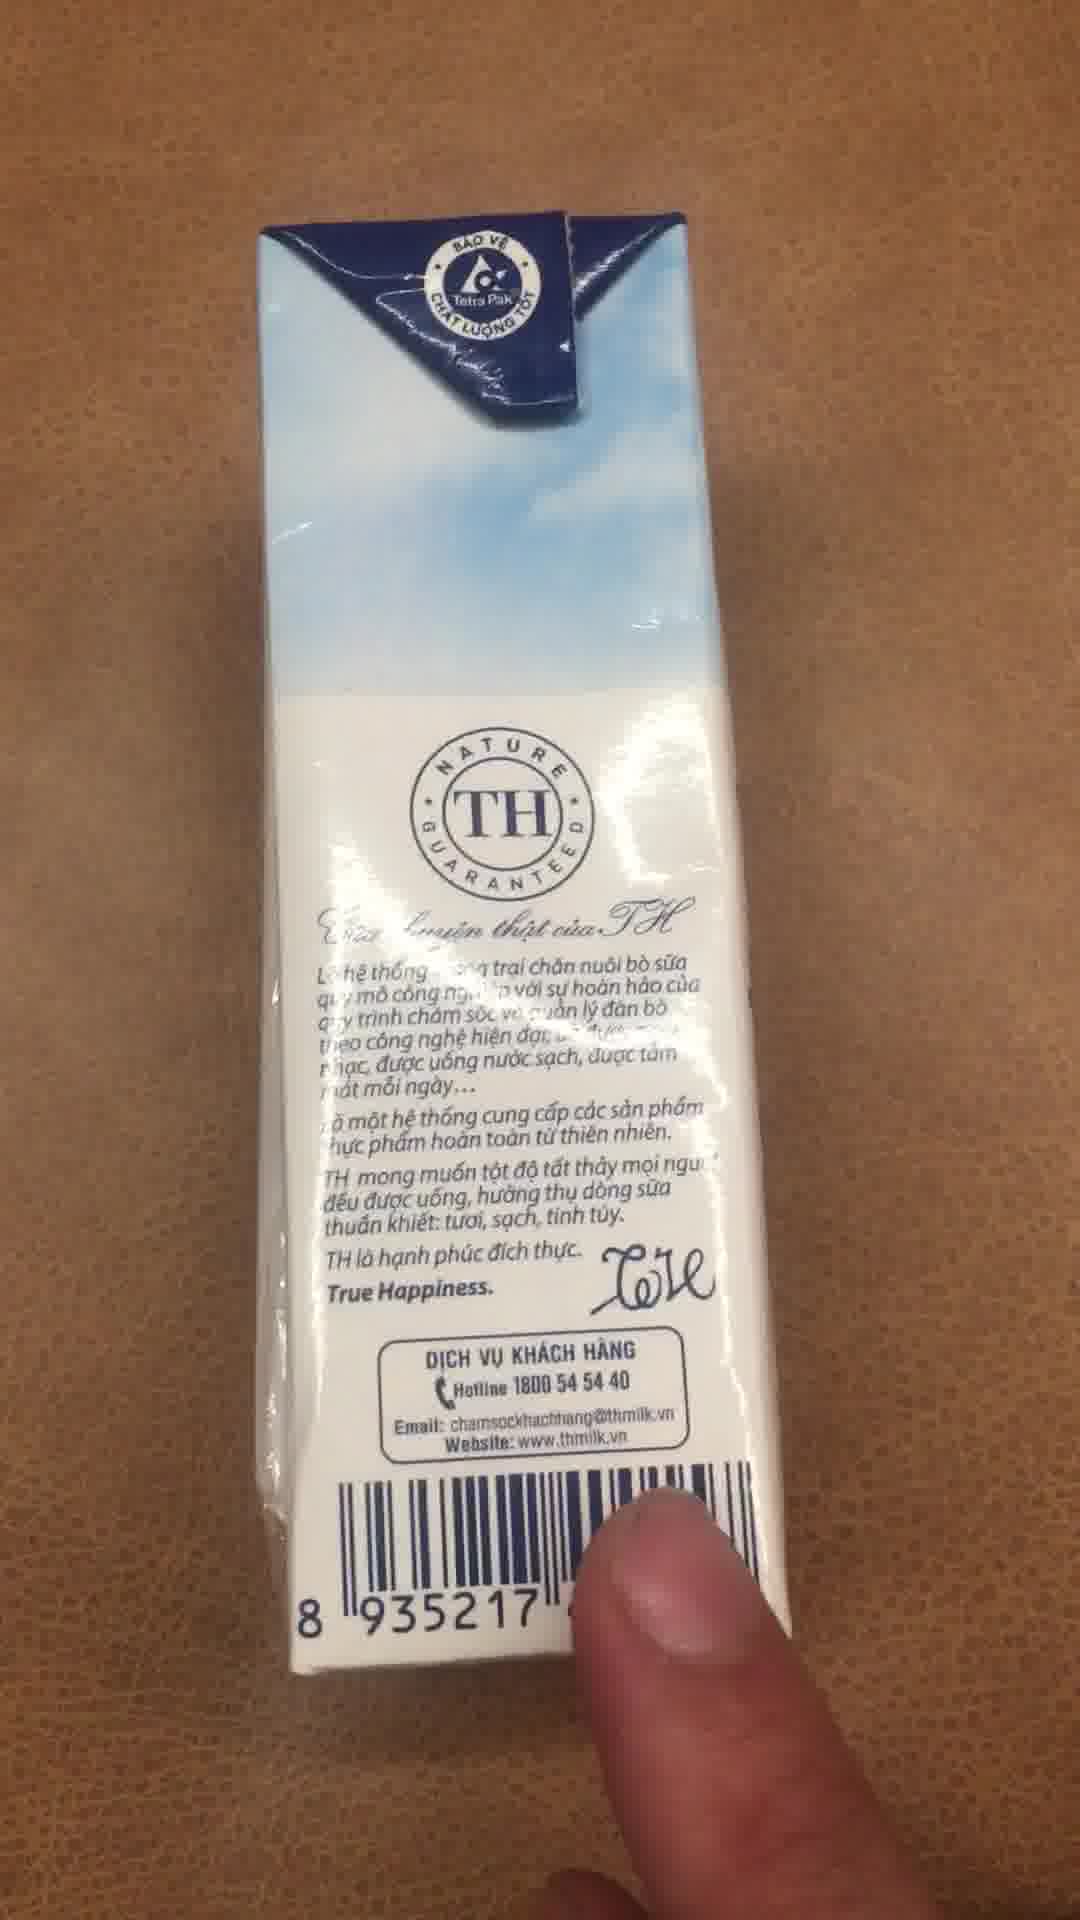 BẢO VỆ
Tetra Pak
CHẤT LƯỢNG TỐT
NATURE
TH
GUARANTEED
thật của TH
hệ thống trại chăn nuôi bò sữa
quy mô công với sự hoàn hảo của
quy trình chăm sóc và quản lý đàn bò
theo công nghệ hiện đại,
nhạc, được uống nước sạch, được tắm
mát mỗi ngày...
Là một hệ thống cung cấp các sản phẩm
thực phẩm hoàn toàn từ thiên nhiên.
TH mong muốn tột độ tất thảy mọi người
đều được uống, hưởng thụ dòng sữa
thuần khiết: tươi, sạch, tinh túy.
TH là hạnh phúc đích thực.
True Happiness.
DỊCH VỤ KHÁCH HÀNG
Hotline 1800 54 54 40
Email: chamsockhachhang@thmilk.vn
Website: www.thmilk.vn
8 935217